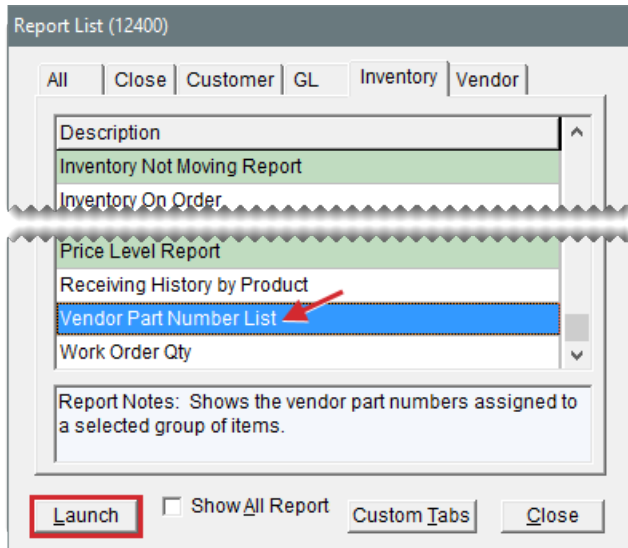 Report List (12400)
All Close Customer GL Inventory Vendor
Description
Inventory Not Moving Report
Inventory On Order
Price Level Report
Receiving History by Product
Vendor Part Number List
Work Order Qty
Report Notes: Shows the vendor part numbers assigned to
a selected group of items.
Launch Show All Report Custom Tabs Close